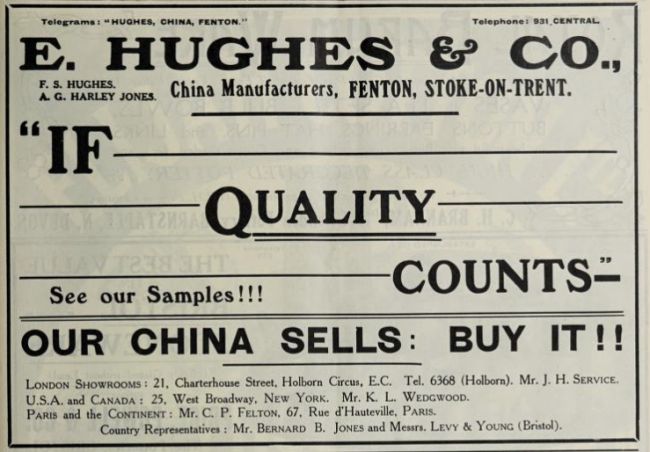 Telegrams: "HUGHES, CHINA, FENTON."
Telephone: 931 CENTRAL.
E. HUGHES & CO.,
F. S. HUGHES.
A. G. HARLEY JONES.
China Manufacturers, FENTON, STOKE-ON-TRENT.
"IF
QUALITY
COUNTS"—
See our Samples!!!
OUR CHINA SELLS: BUY IT!!
LONDON SHOWROOMS: 21, Charterhouse Street, Holborn Circus, E.C. Tel. 6368 (Holborn). Mr. J. H. SERVICE.
U.S.A. and CANADA: 25, West Broadway, NEW YORK. Mr. K. L. WEDGWOOD.
PARIS and the CONTINENT: Mr. C. P. FELTON, 67, Rue d'Hauteville, PARIS.
Country Representatives: Mr. BERNARD B. JONES and Messrs. LEVY & YOUNG (Bristol).